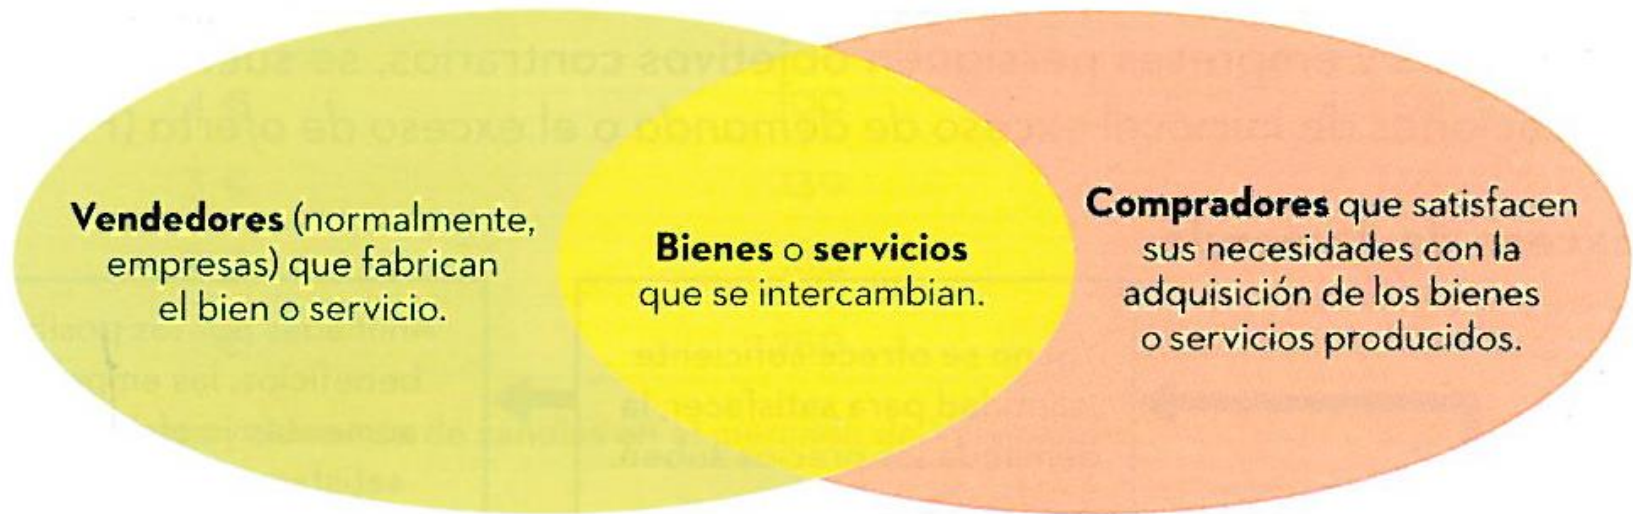 Vendedores (normalmente,
empresas) que fabrican
el bien o servicio.
Bienes o servicios
que se intercambian.
Compradores que satisfacen
sus necesidades con la
adquisición de los bienes
o servicios producidos.